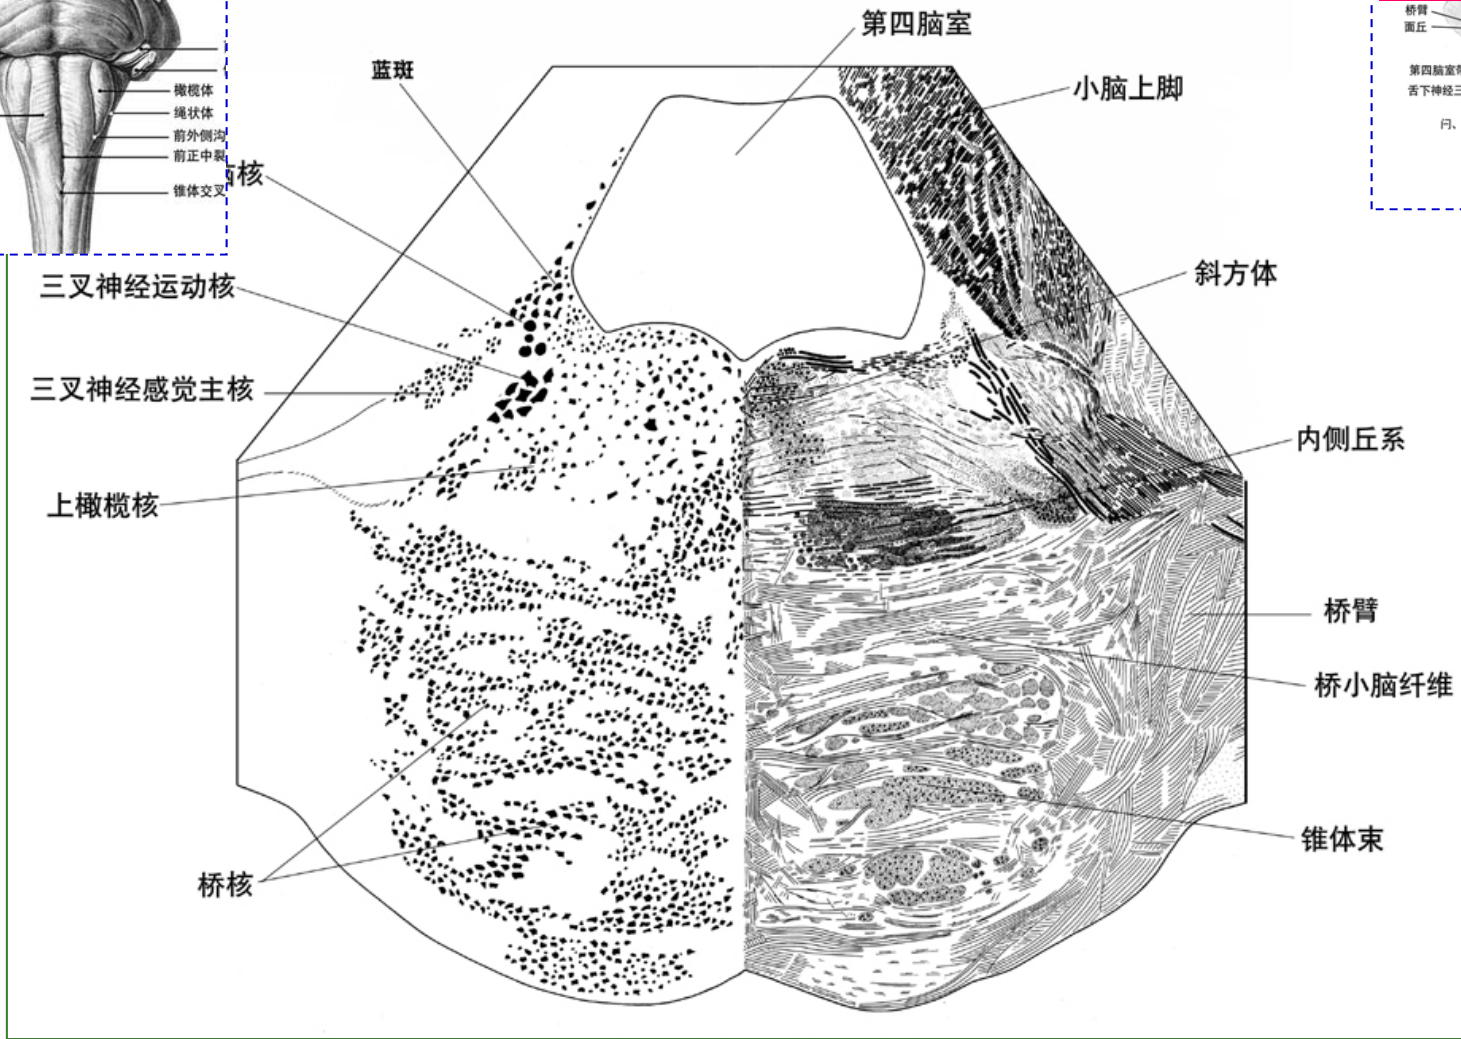 第四脑室
蓝斑
小脑上脚
橄榄体
绳状体
前外侧沟
前正中裂
锥体交叉
核
三叉神经运动核
三叉神经感觉主核
上橄榄核
桥核
斜方体
内侧丘系
桥臂
桥小脑纤维
锥体束
桥臂
面丘
第四脑室
舌下神经三
闩、